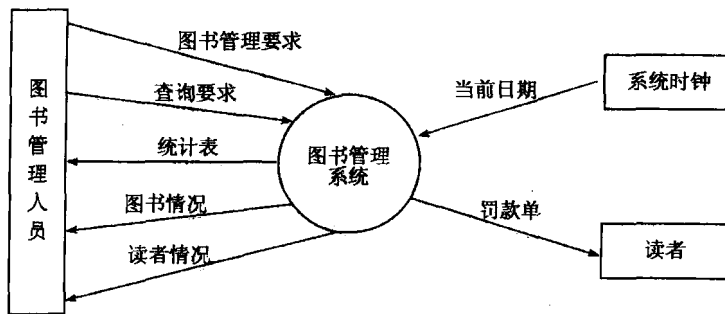 图书管理人员
图书管理要求
查询要求
统计表
图书情况
读者情况
图书管理
系统
当前日期
系统时钟
罚款单
读者